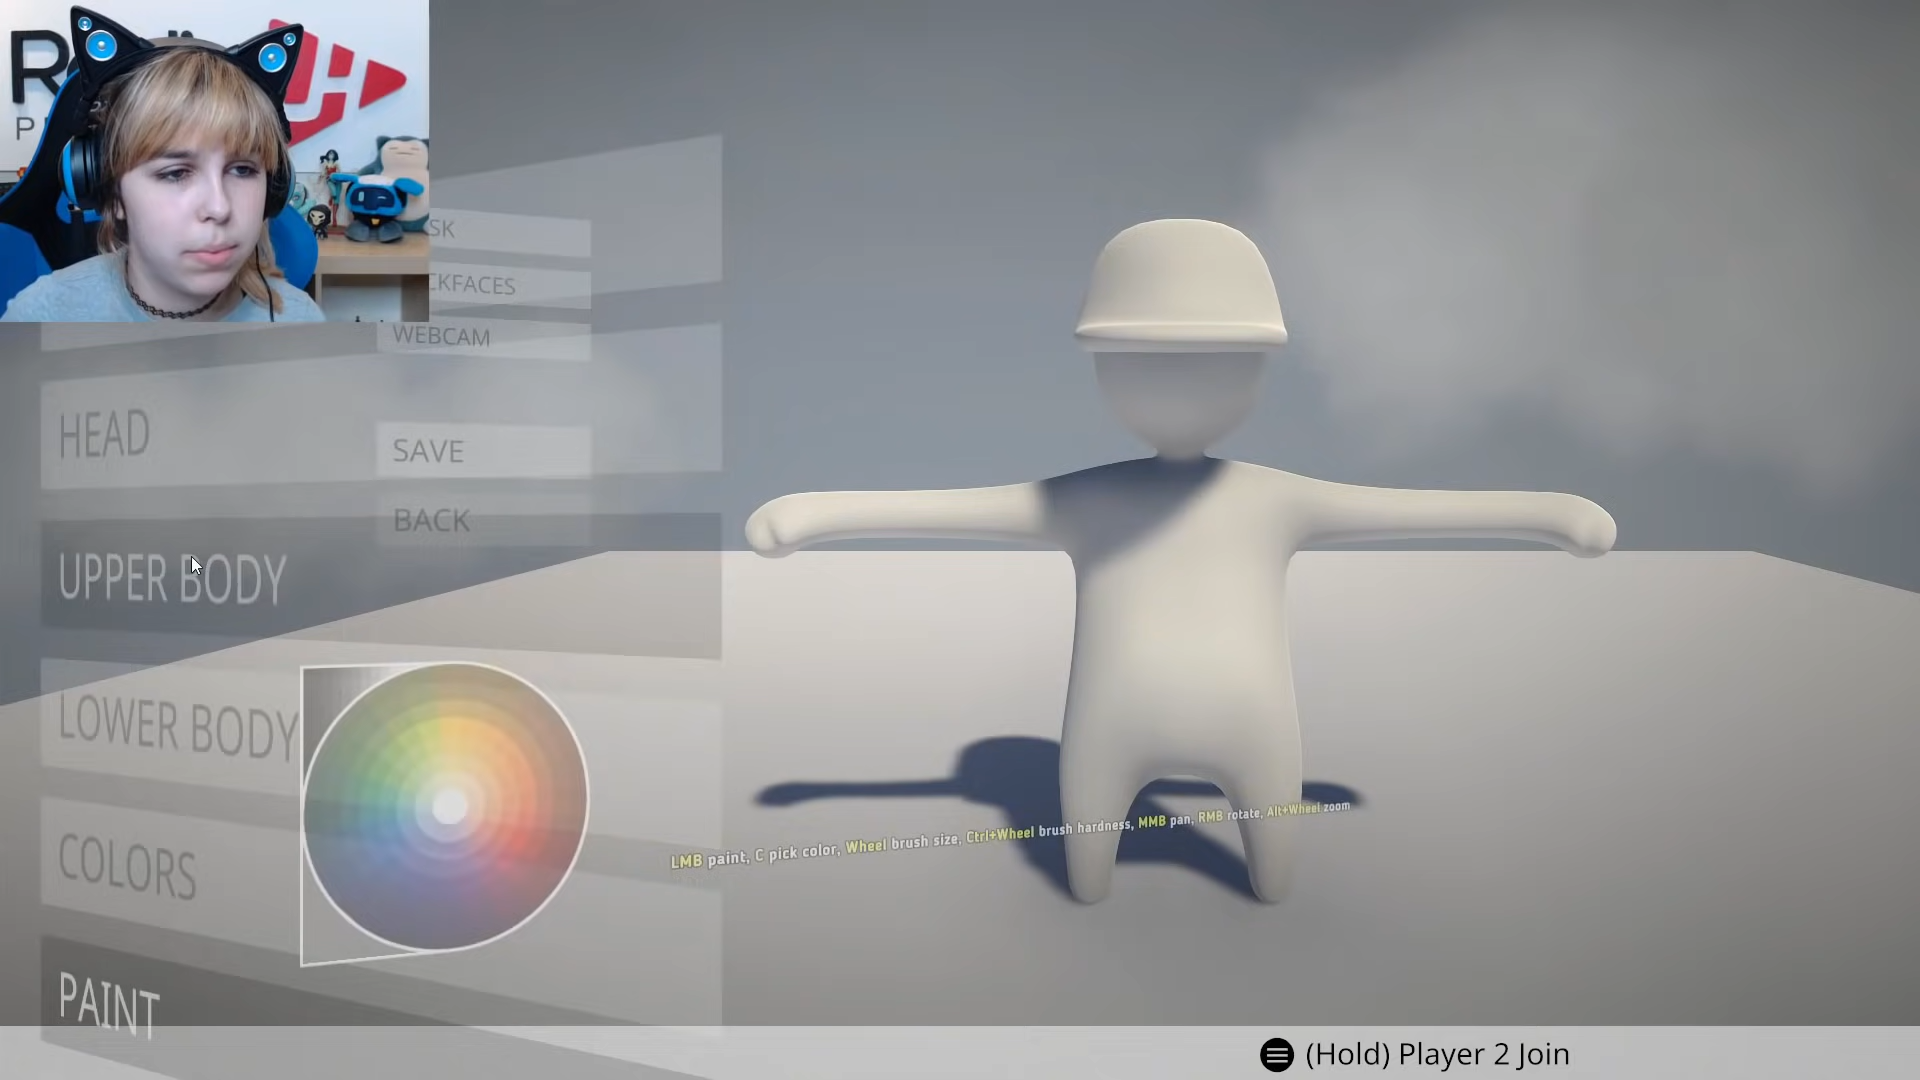 SK
CKFACES
WEBCAM
HEAD
SAVE
BACK
UPPER BODY
LOWER BODY
COLORS
LMB paint, C pick color, Wheel brush size, Ctrl+Wheel brush hardness, MMB pan, RMB rotate, Alt+Wheel zoom
PAINT
(Hold) Player 2 Join